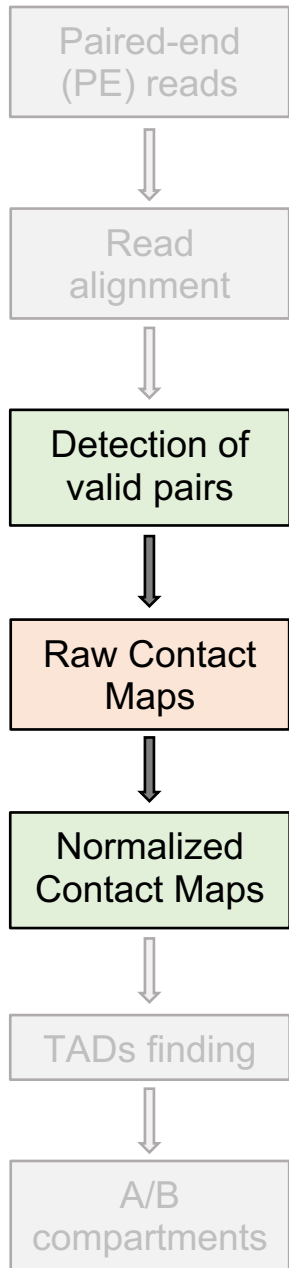 Paired-end
(PE) reads
Read
alignment
Detection of
valid pairs
Raw Contact
Maps
Normalized
Contact Maps
TADs finding
A/B
compartments